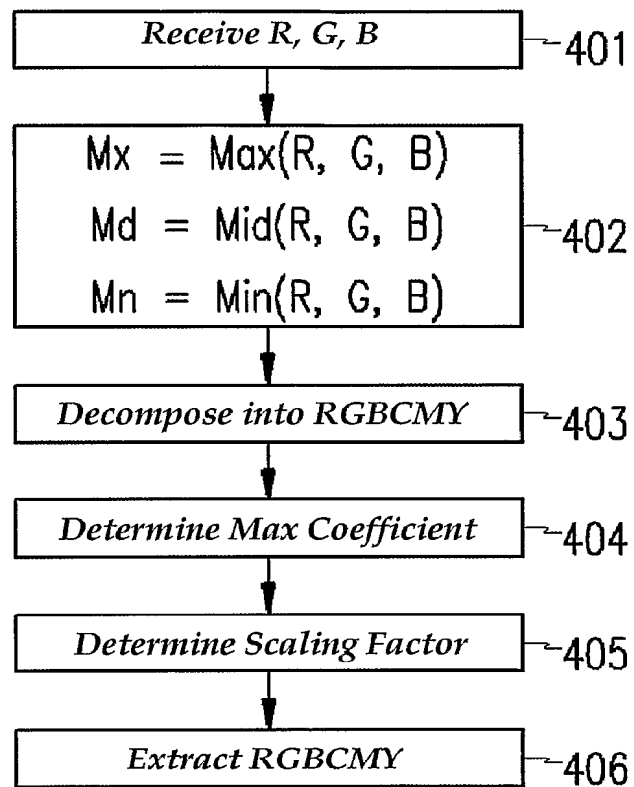 Receive R, G, B 401
Mx = Max(R, G, B)
Md = Mid(R, G, B) 402
Mn = Min(R, G, B)
Decompose into RGBCMY 403
Determine Max Coefficient 404
Determine Scaling Factor 405
Extract RGBCMY 406